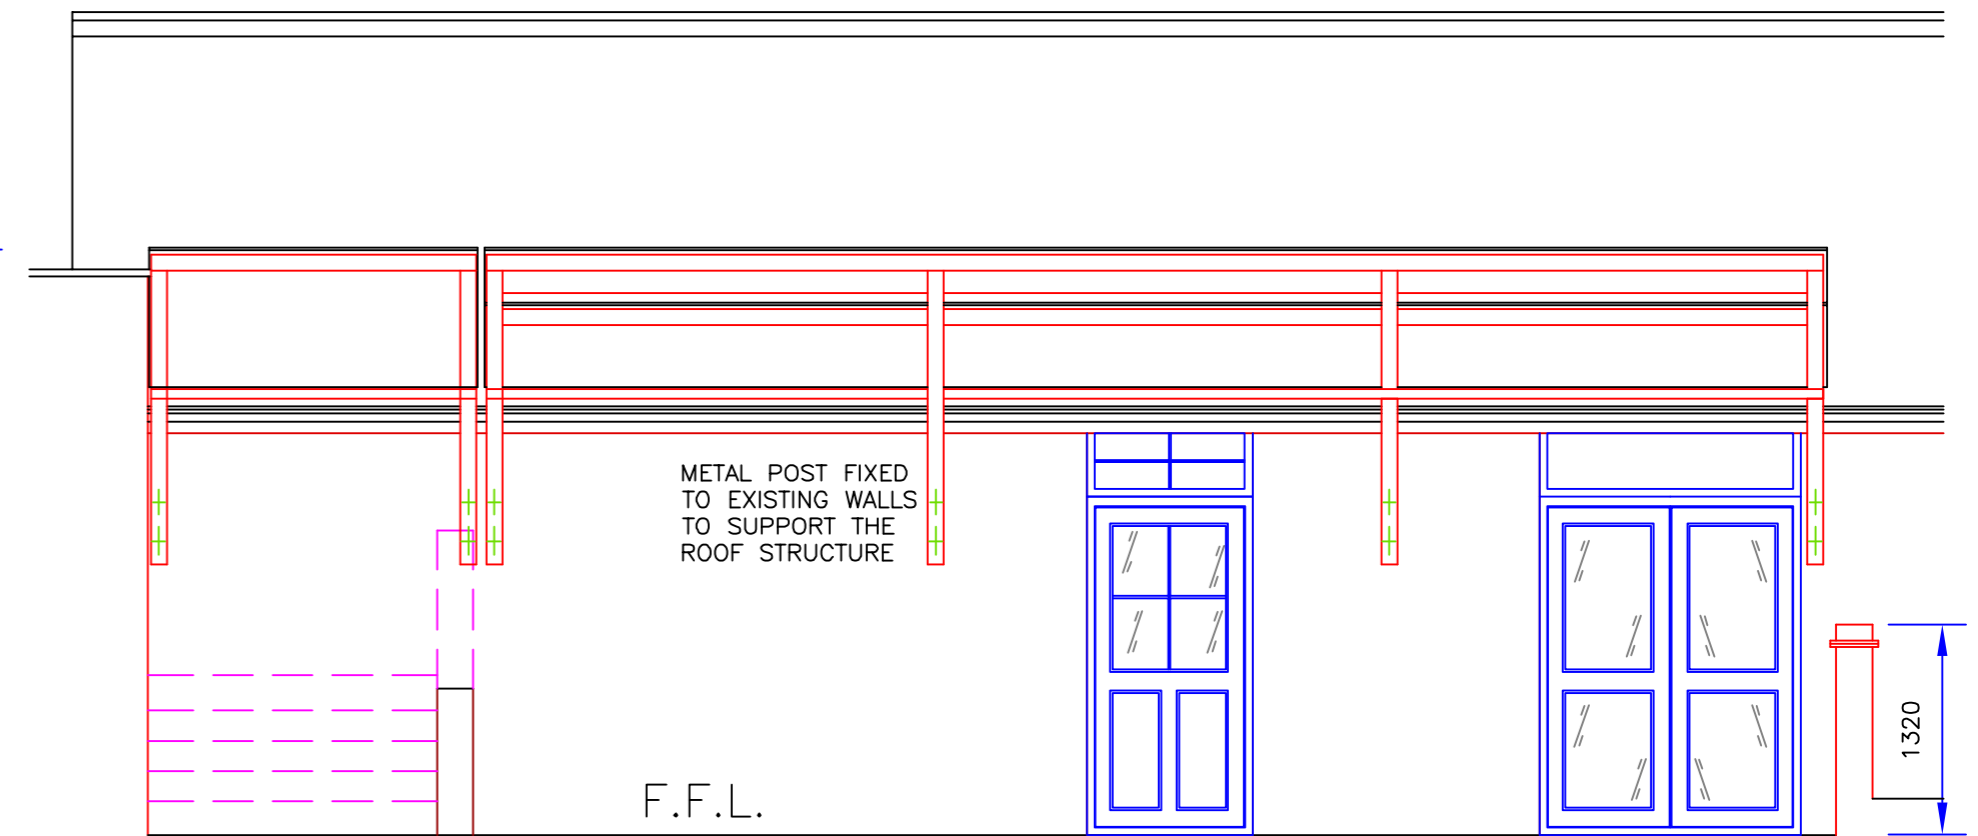 METAL POST FIXED
TO EXISTING WALLS
TO SUPPORT THE
ROOF STRUCTURE
1320
F.F.L.